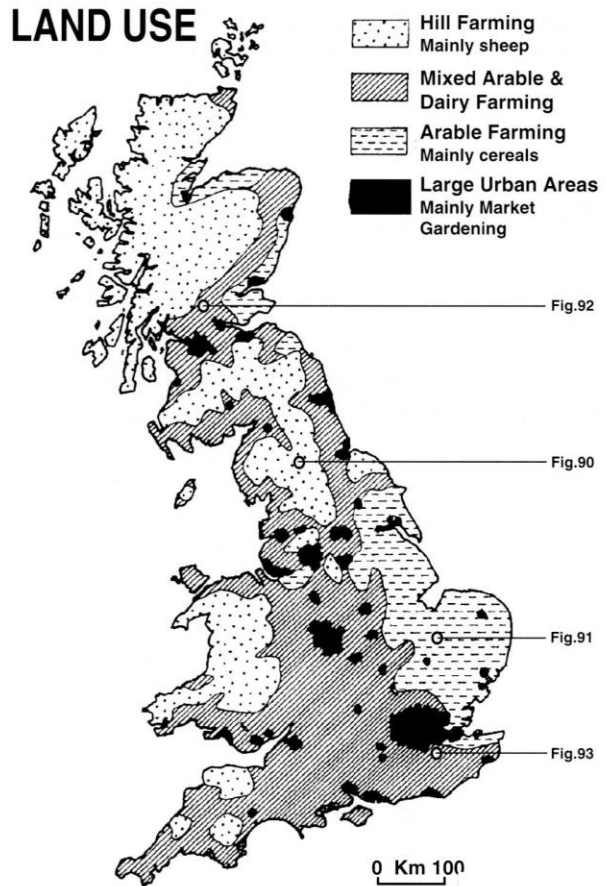 LAND USE
Hill Farming
Mainly sheep
Mixed Arable &
Dairy Farming
Arable Farming
Mainly cereals
Large Urban Areas
Mainly Market
Gardening
Fig.92
Fig.90
Fig.91
Fig.93
0 Km 100